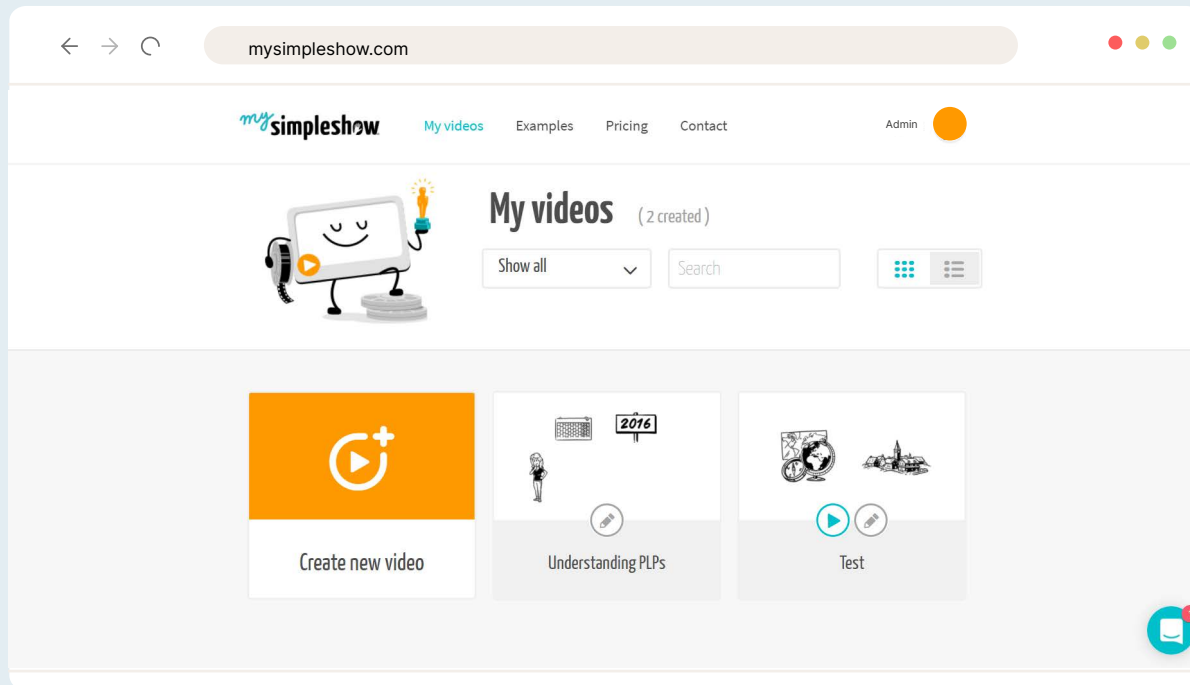 mysimpleshow.com
mysimpleshow My videos Examples Pricing Contact Admin
My videos ( 2 created )
Show all Search
2016
Create new video Understanding PLPs Test